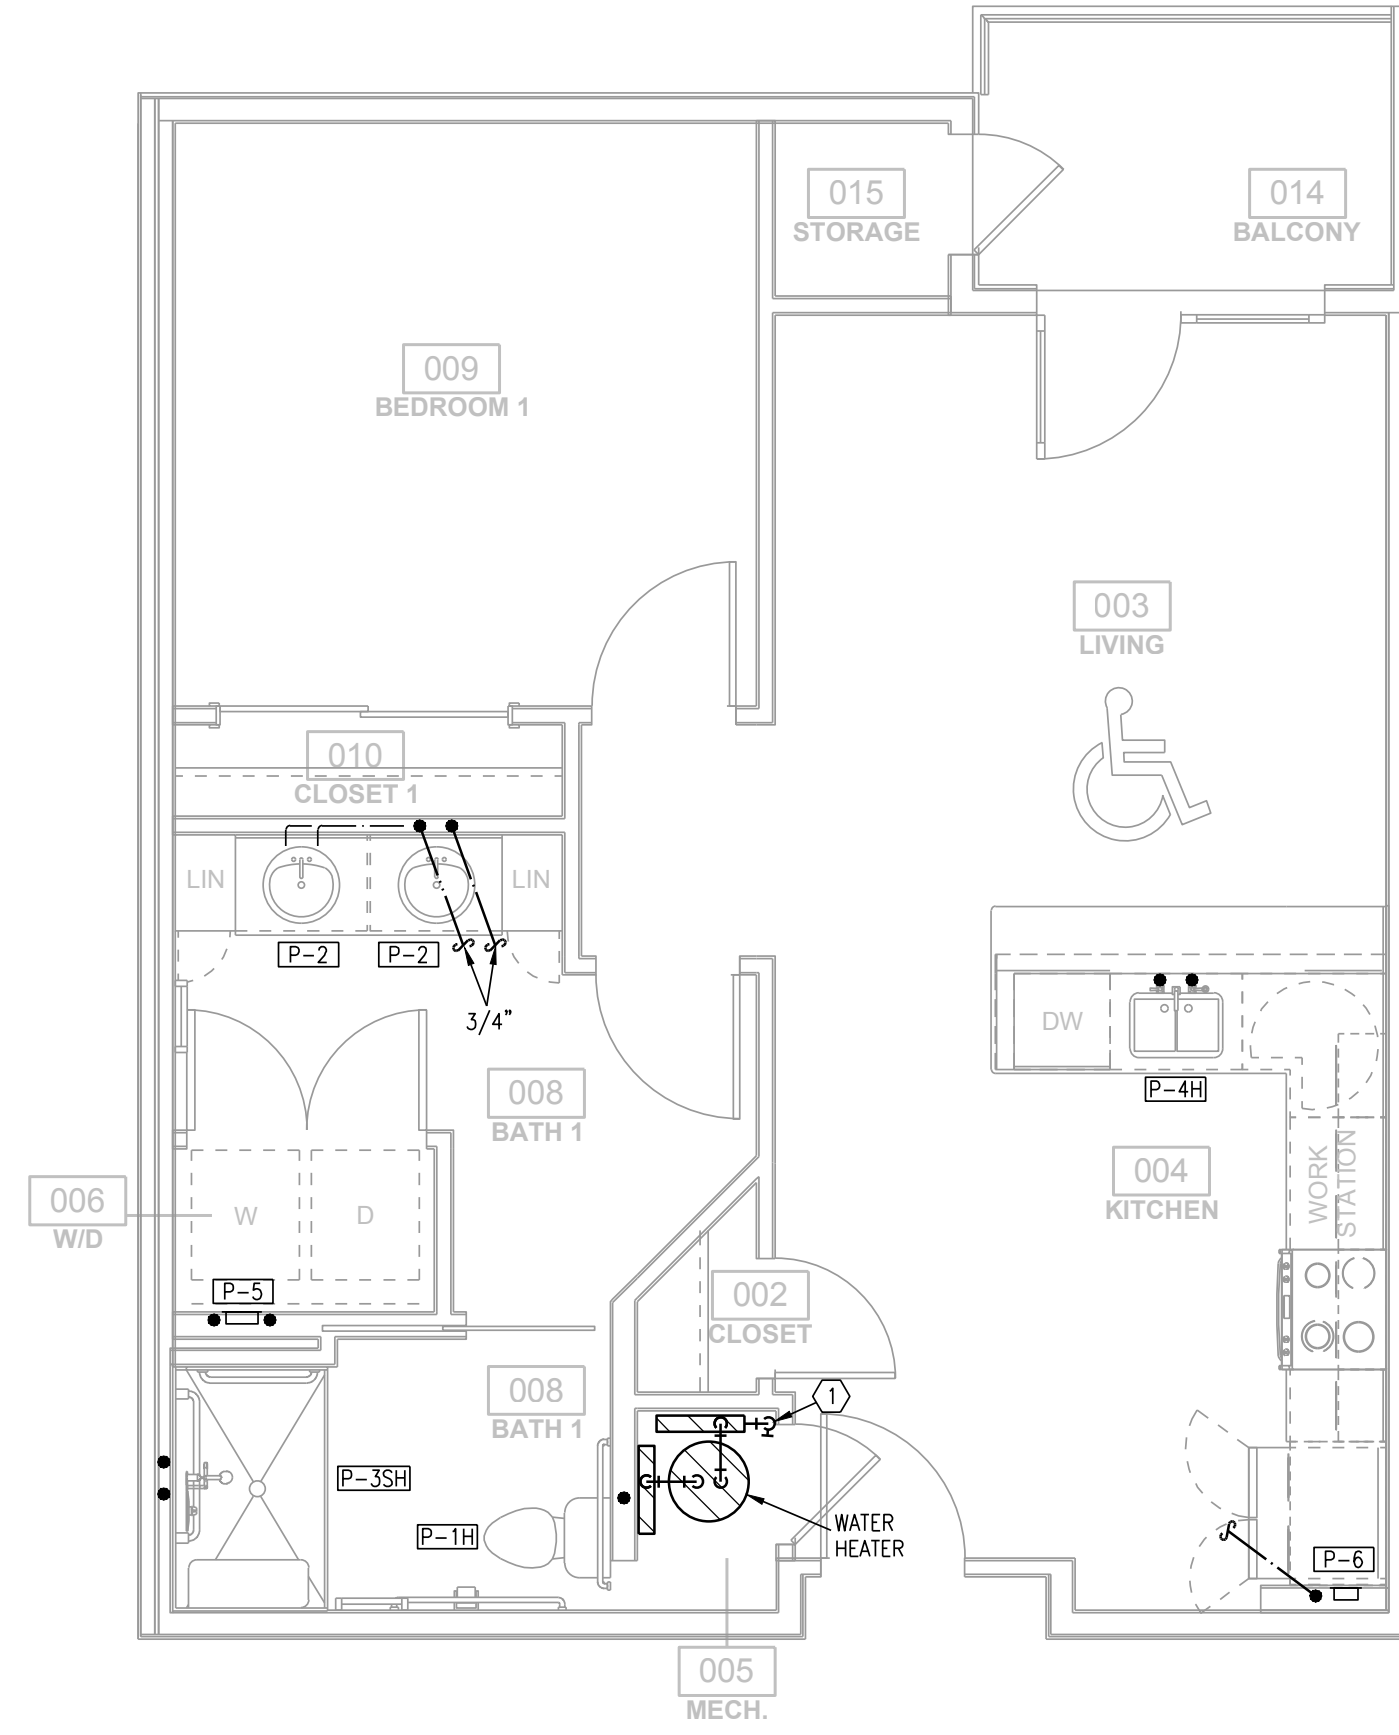 015
STORAGE
014
BALCONY
009
BEDROOM 1
003
LIVING
010
CLOSET 1
LIN
LIN
P-2
P-2
3/4"
DW
P-4H
008
BATH 1
004
KITCHEN
WORK
STATION
006
W/D
W
D
P-5
002
CLOSET
008
BATH 1
1
P-3SH
P-1H
WATER
HEATER
P-6
005
MECH.